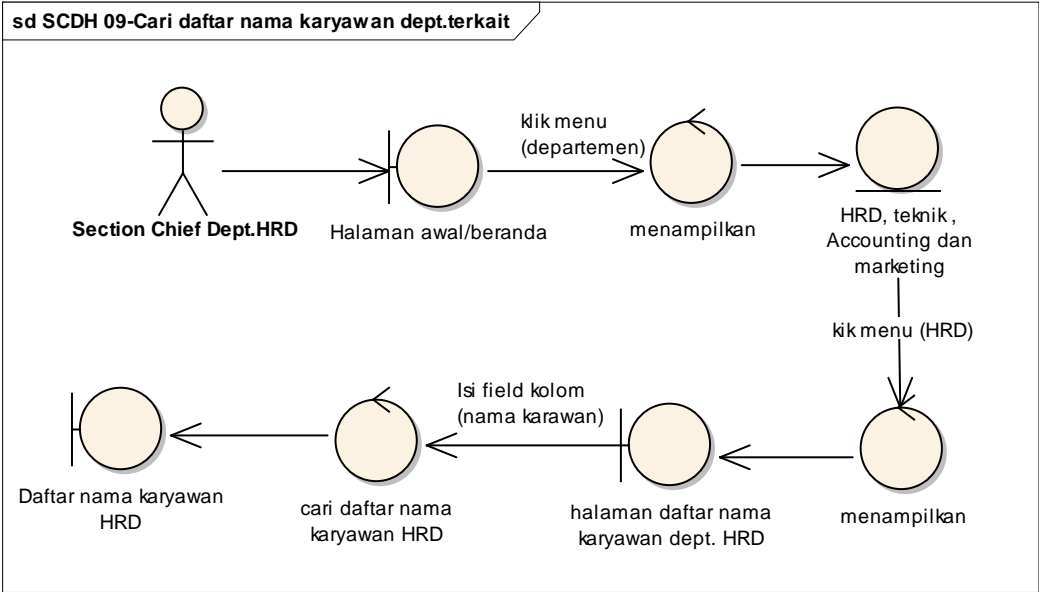 sd SCDH 09-Cari daftar nama karyawan dept.terkait
klik menu
(departemen)
Section Chief Dept.HRD
Halaman awal/beranda
menampilkan
HRD, teknik ,
Accounting dan
marketing
kik menu (HRD)
Isi field kolom
(nama karawan)
Daftar nama karyawan
HRD
cari daftar nama
karyawan HRD
halaman daftar nama
karyawan dept. HRD
menampilkan